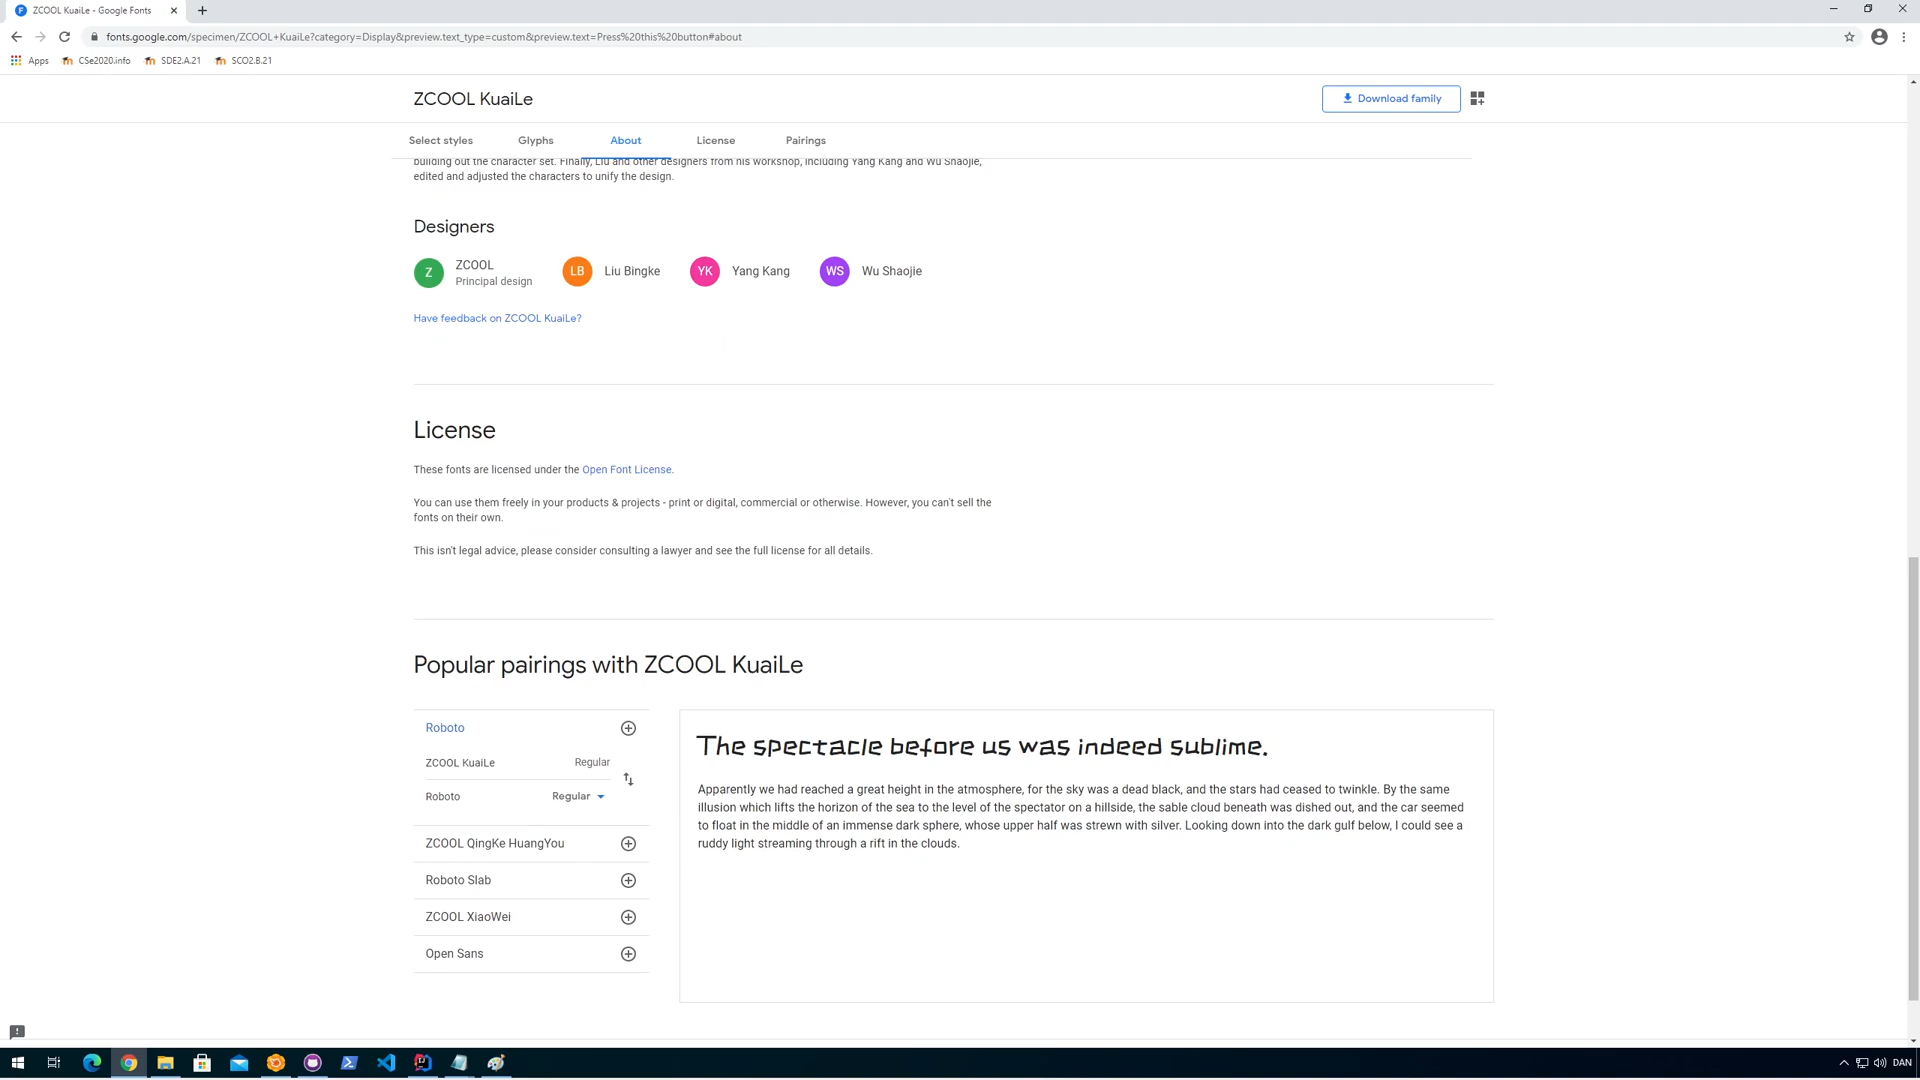 ZCOOL KuaiLe - Google Fonts
fonts.google.com/specimen/ZCOOL+KuaiLe?category=Display&preview.text_type=custom&preview.text=Press%20this%20button#about
Apps CSe2020.info SDE2.A.21 SCO2.B.21
ZCOOL KuaiLe
Download family
Select styles Glyphs About License Pairings
building out the character set. Finally, Liu and other designers from his workshop, including Yang Kang and Wu Shaojie,
edited and adjusted the characters to unify the design.
Designers
Z ZCOOL
Principal design
LB Liu Bingke
YK Yang Kang
WS Wu Shaojie
Have feedback on ZCOOL KuaiLe?
License
These fonts are licensed under the Open Font License.
You can use them freely in your products & projects - print or digital, commercial or otherwise. However, you can't sell the
fonts on their own.
This isn't legal advice, please consider consulting a lawyer and see the full license for all details.
Popular pairings with ZCOOL KuaiLe
Roboto
ZCOOL KuaiLe Regular
Roboto Regular
ZCOOL QingKe HuangYou
Roboto Slab
ZCOOL XiaoWei
Open Sans
The spectacle before us was indeed sublime.
Apparently we had reached a great height in the atmosphere, for the sky was a dead black, and the stars had ceased to twinkle. By the same
illusion which lifts the horizon of the sea to the level of the spectator on a hillside, the sable cloud beneath was dished out, and the car seemed
to float in the middle of an immense dark sphere, whose upper half was strewn with silver. Looking down into the dark gulf below, I could see a
ruddy light streaming through a rift in the clouds.
DAN